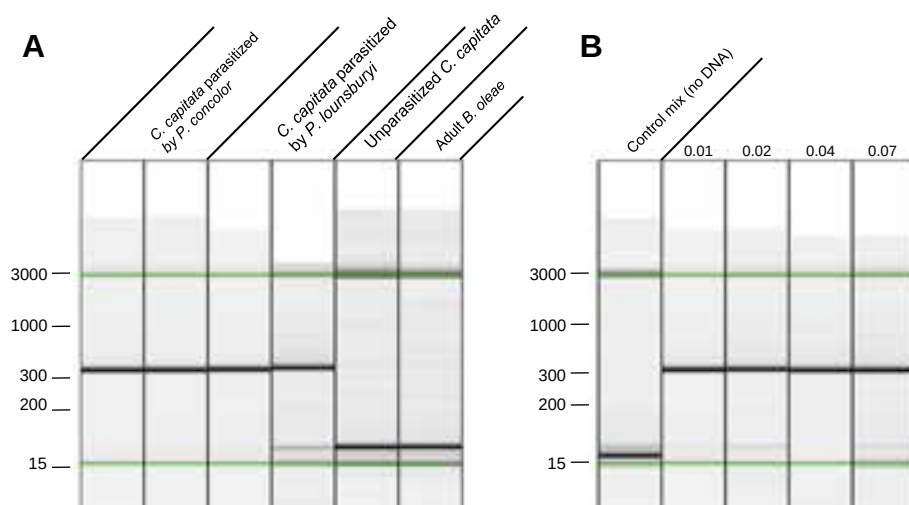 A
C. capitata parasitized
by P. concolor
C. capitata parasitized
by P. lounsburyi
Unparasitized C. capitata
Adult B. oleae
3000
1000
300
200
15
B
Control mix (no DNA)
0.01
0.02
0.04
0.07
3000
1000
300
200
15